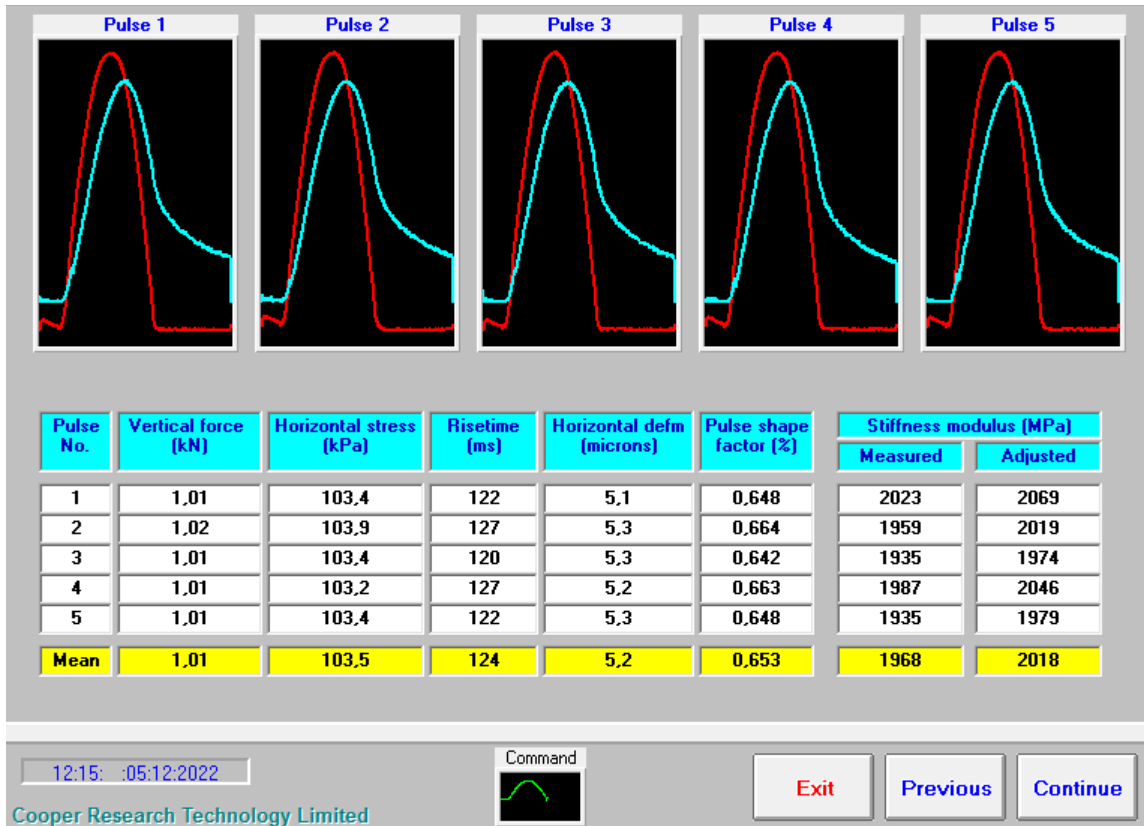 Pulse 1 Pulse 2 Pulse 3 Pulse 4 Pulse 5
Pulse No. Vertical force (kN) Horizontal stress (kPa) Risetime (ms) Horizontal defm (microns) Pulse shape factor (%) Stiffness modulus (MPa)
Measured Adjusted
1 1,01 103,4 122 5,1 0,648 2023 2069
2 1,02 103,9 127 5,3 0,664 1959 2019
3 1,01 103,4 120 5,3 0,642 1935 1974
4 1,01 103,2 127 5,2 0,663 1987 2046
5 1,01 103,4 122 5,3 0,648 1935 1979
Mean 1,01 103,5 124 5,2 0,653 1968 2018
12:15: :05:12:2022
Command
Exit Previous Continue
Cooper Research Technology Limited